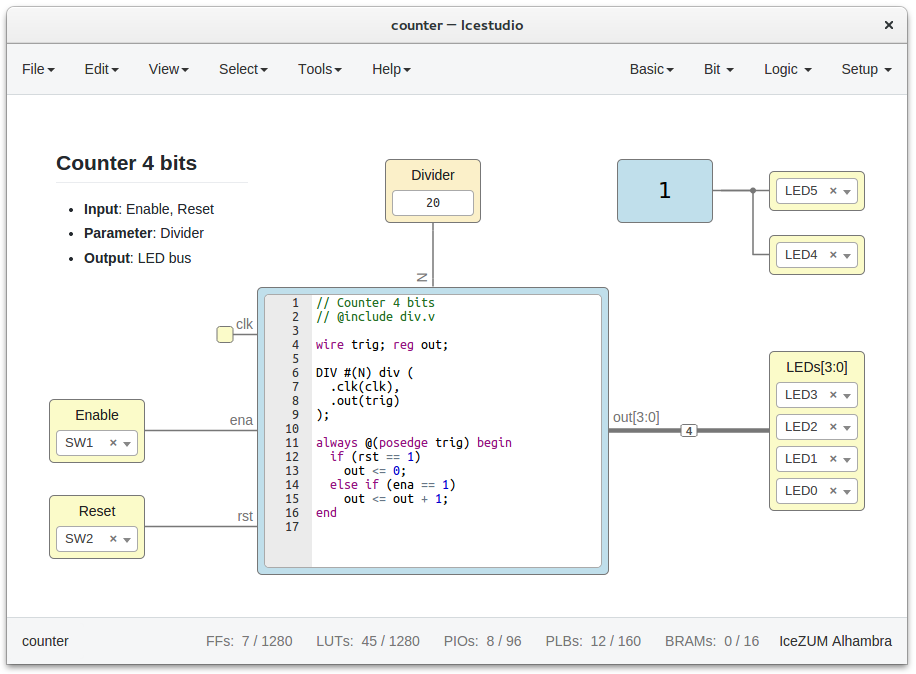 counter — Icestudio ×
File Edit View Select Tools Help Basic Bit Logic Setup
Counter 4 bits
• Input: Enable, Reset
• Parameter: Divider
• Output: LED bus
Divider
20
N
1
LED5 ×
LED4 ×
clk
Enable
SW1 ×
ena
Reset
SW2 ×
rst
1 // Counter 4 bits
2 // @include div.v
3
4 wire trig; reg out;
5
6 DIV #(N) div (
7 .clk(clk),
8 .out(trig)
9 );
10
11 always @(posedge trig) begin
12 if (rst == 1)
13 out <= 0;
14 else if (ena == 1)
15 out <= out + 1;
16 end
17
out[3:0]
4
LEDs[3:0]
LED3 ×
LED2 ×
LED1 ×
LED0 ×
counter FFs: 7 / 1280 LUTs: 45 / 1280 PIOs: 8 / 96 PLBs: 12 / 160 BRAMs: 0 / 16 IceZUM Alhambra